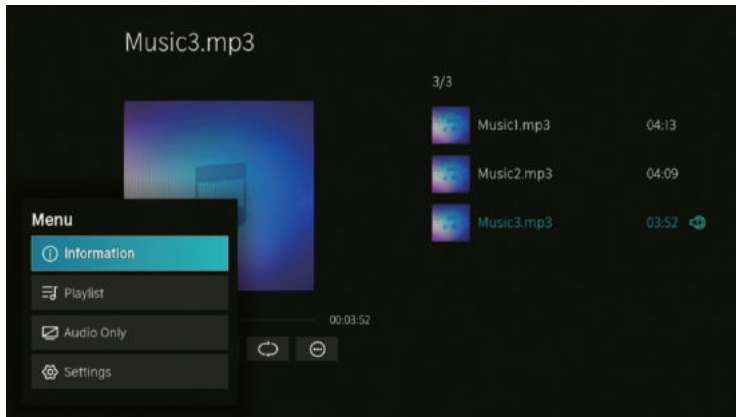 Music3.mp3
3/3
Music1.mp3 04:13
Music2.mp3 04:09
Music3.mp3 03:52
Menu
Information
Playlist
Audio Only
Settings
00:03:52